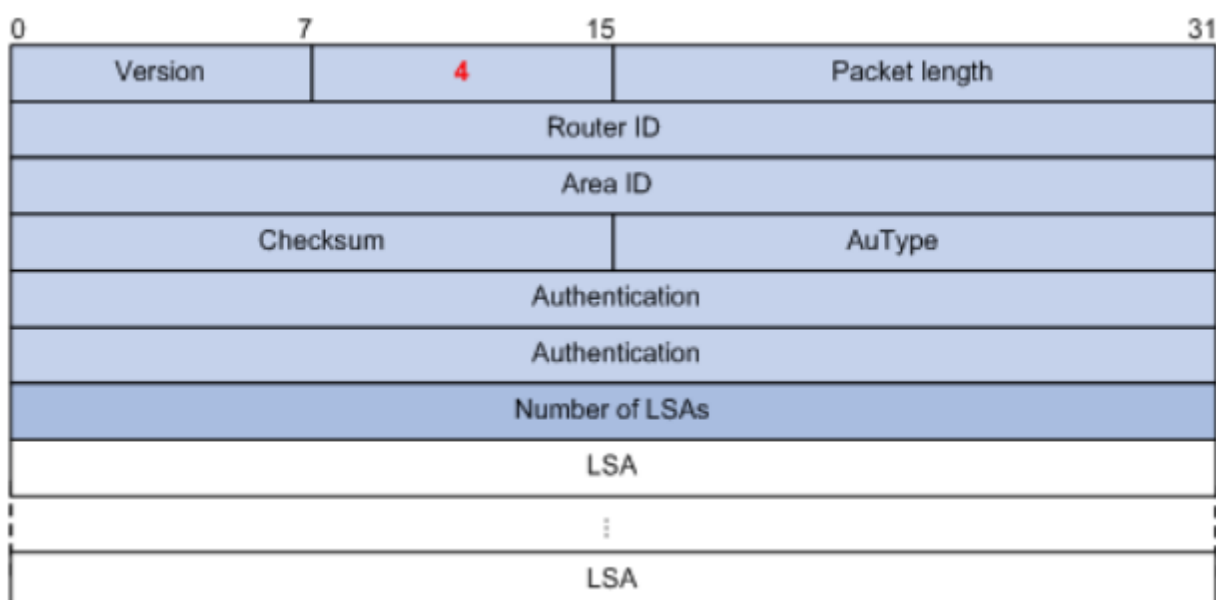 0 7 15 31
Version 4 Packet length
Router ID
Area ID
Checksum AuType
Authentication
Authentication
Number of LSAs
LSA
LSA